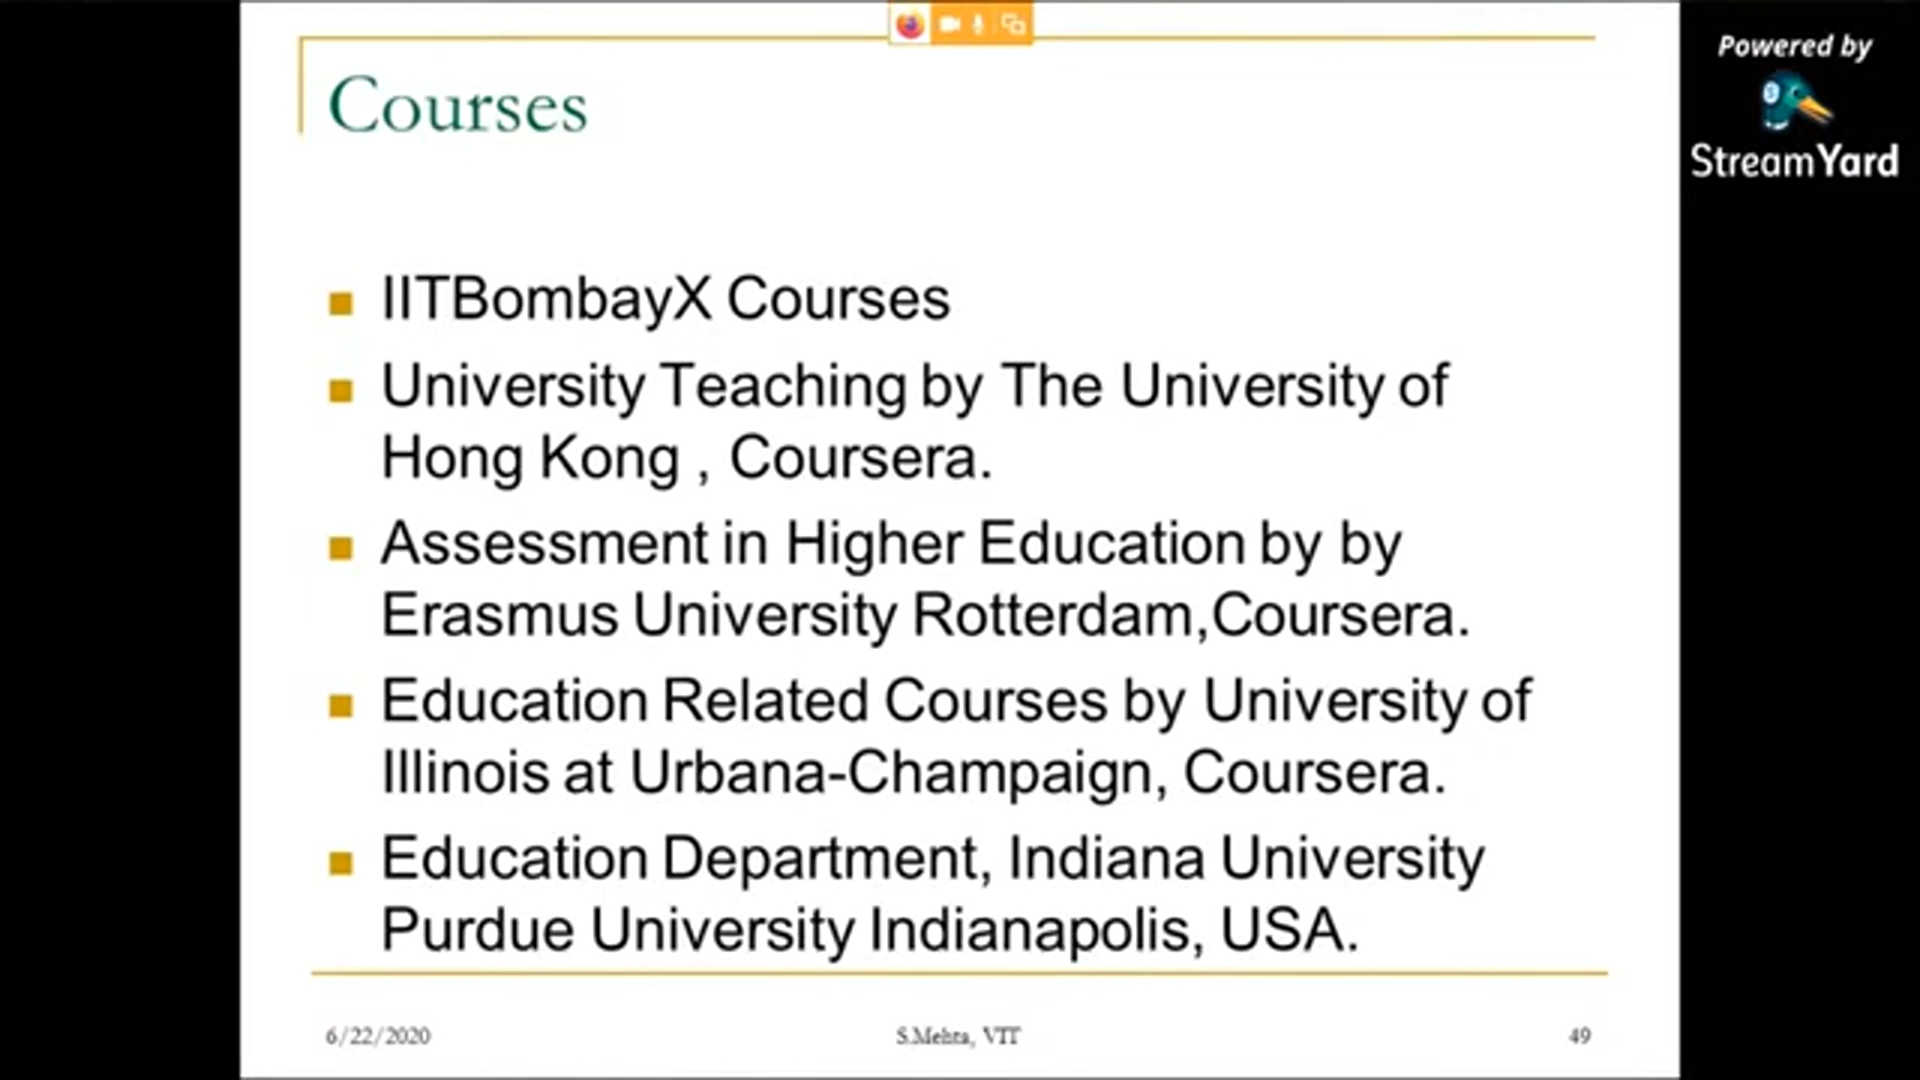 Powered by
StreamYard
Courses
IITBombayX Courses
University Teaching by The University of
Hong Kong , Coursera.
Assessment in Higher Education by by
Erasmus University Rotterdam,Coursera.
Education Related Courses by University of
Illinois at Urbana-Champaign, Coursera.
Education Department, Indiana University
Purdue University Indianapolis, USA.
6/22/2020
S.Mehta, VIT
49